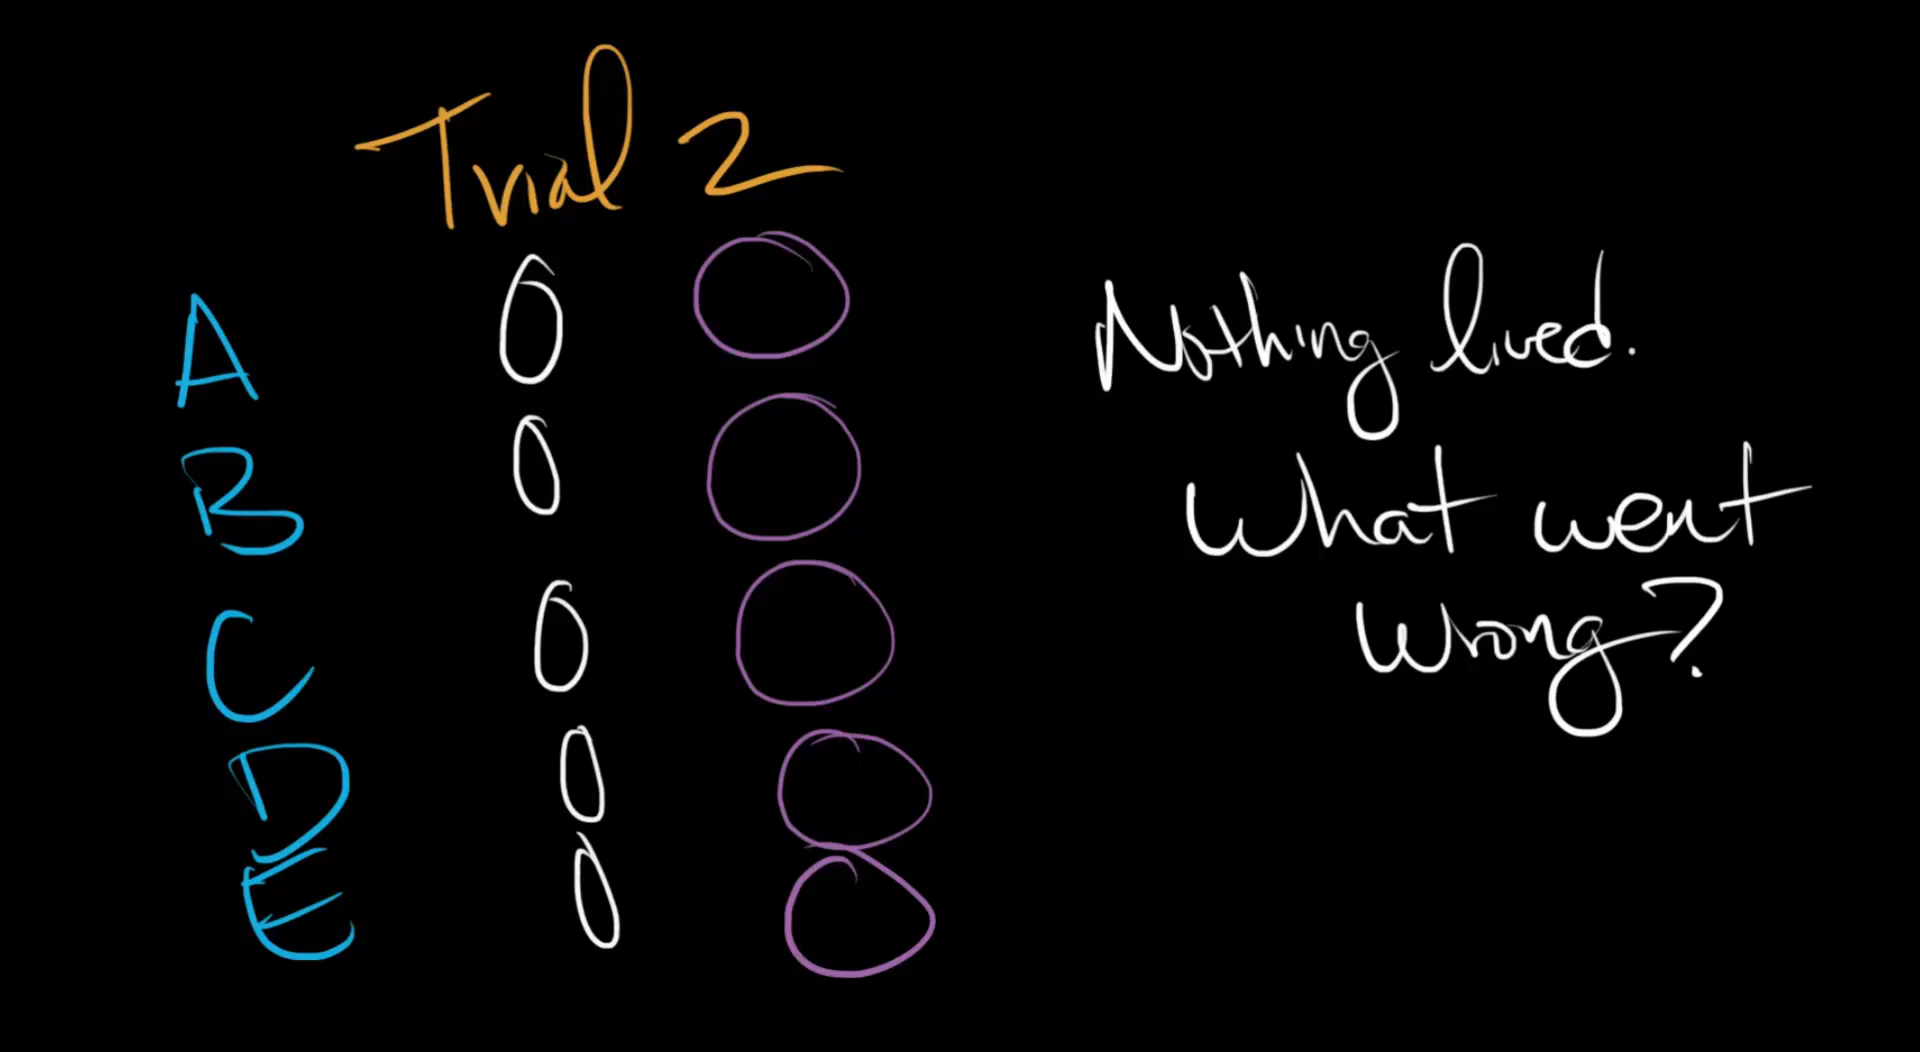 Trial 2
A 0
B 0
C 0
D 0
E 0
Nothing lived.
What went
wrong?